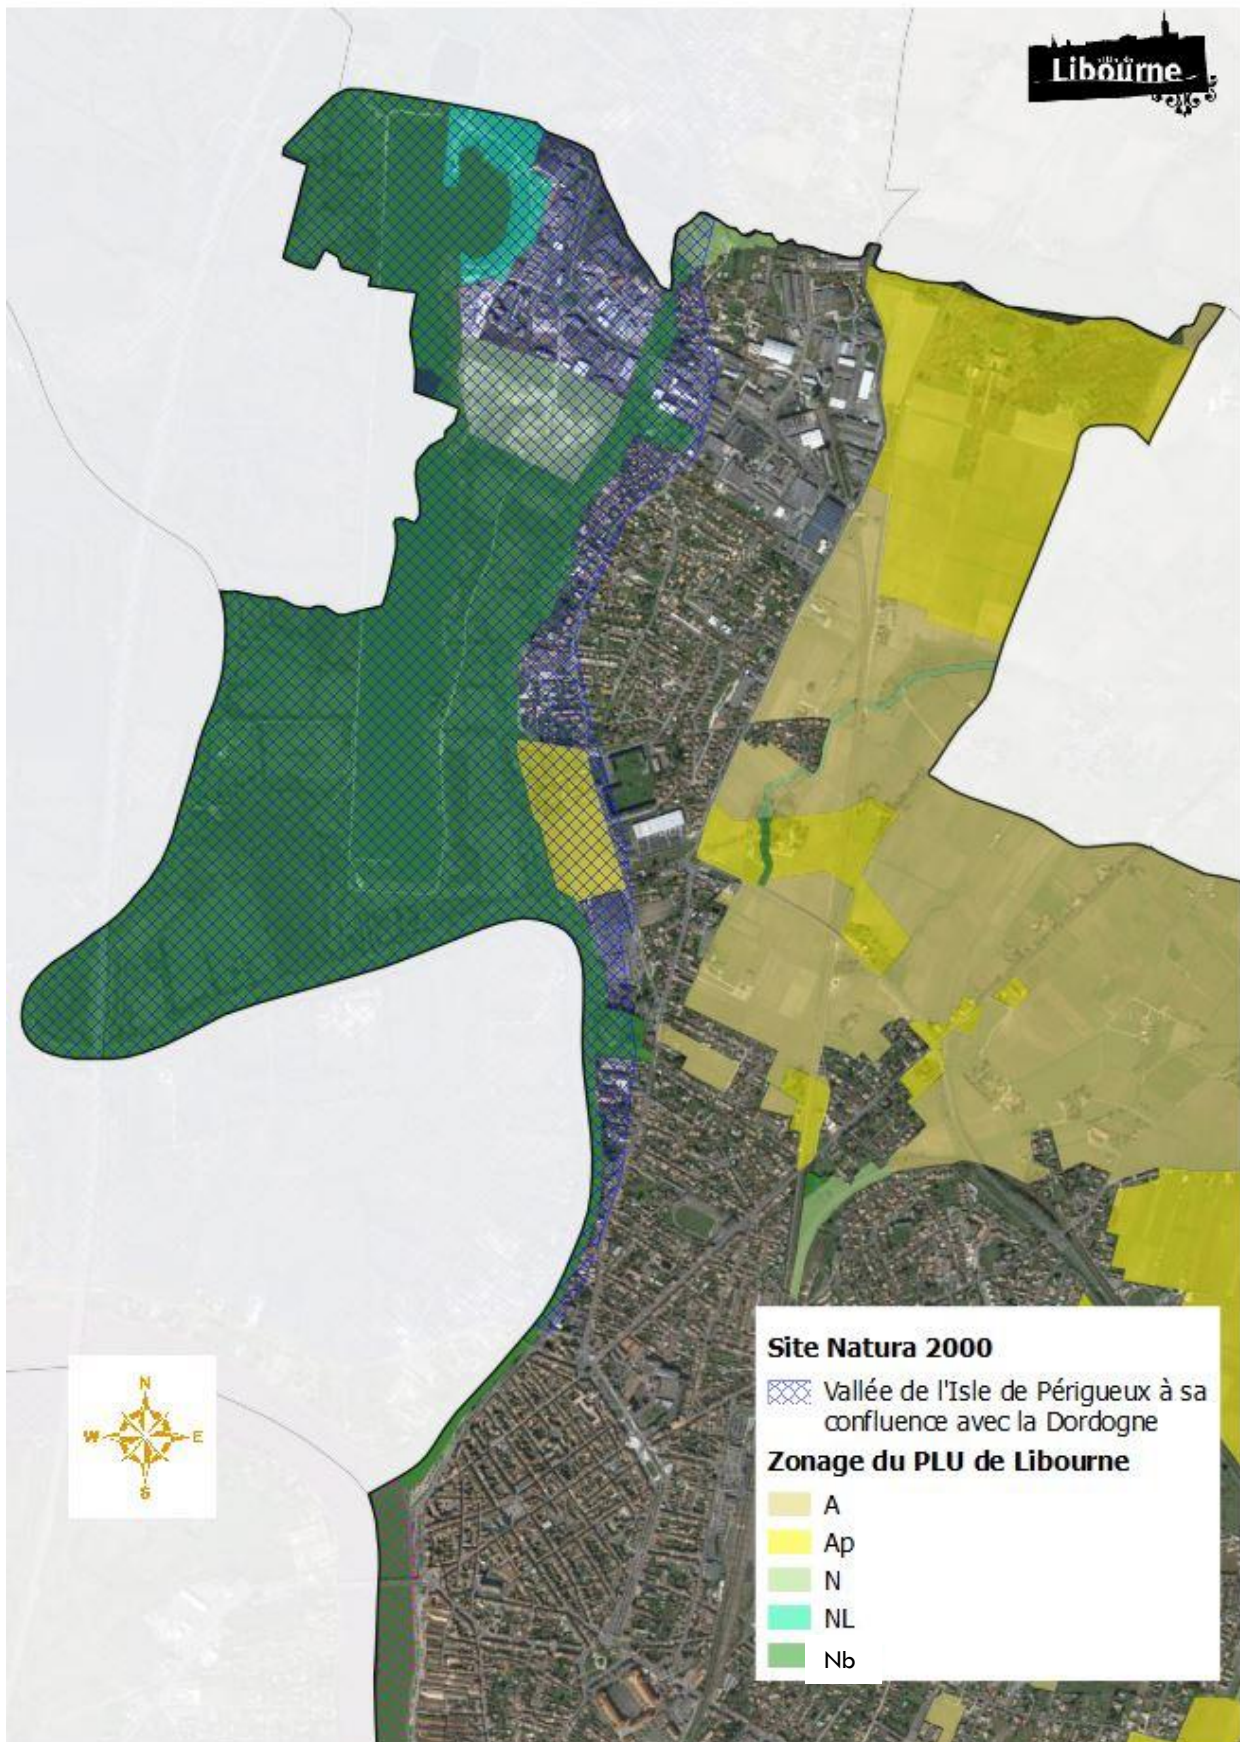 Libourne
Site Natura 2000
Vallée de l'Isle de Périgueux à sa
confluence avec la Dordogne
Zonage du PLU de Libourne
A
Ap
N
NL
Nb
N
W E
S